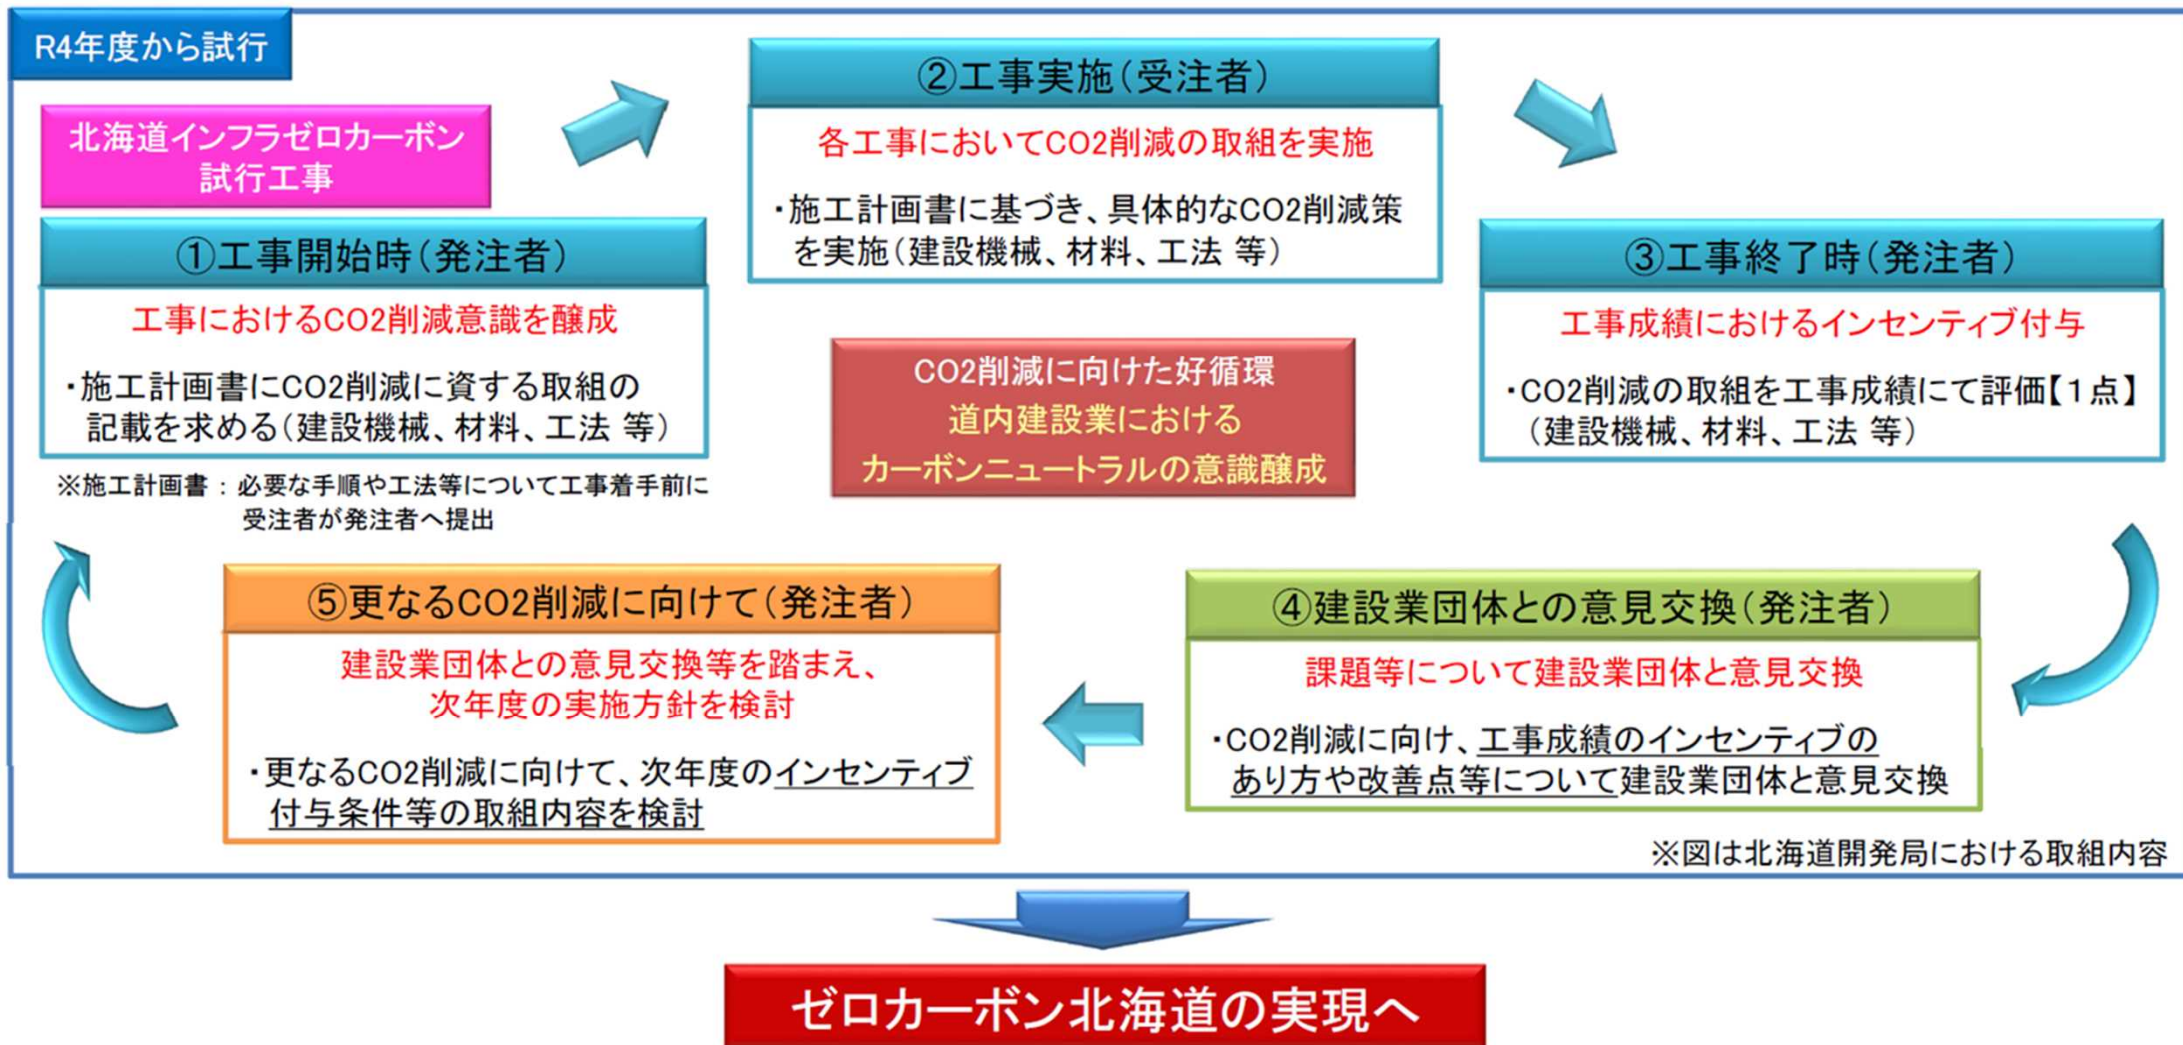 R4年度から試行
北海道インフラゼロカーボン
試行工事
①工事開始時(発注者)
工事におけるCO2削減意識を醸成
・施工計画書にCO2削減に資する取組の
記載を求める(建設機械、材料、工法 等)
※施工計画書 : 必要な手順や工法等について工事着手前に
受注者が発注者へ提出
②工事実施(受注者)
各工事においてCO2削減の取組を実施
・施工計画書に基づき、具体的なCO2削減策
を実施(建設機械、材料、工法 等)
③工事終了時(発注者)
工事成績におけるインセンティブ付与
・CO2削減の取組を工事成績にて評価【1点】
(建設機械、材料、工法 等)
CO2削減に向けた好循環
道内建設業における
カーボンニュートラルの意識醸成
④建設業団体との意見交換(発注者)
課題等について建設業団体と意見交換
・CO2削減に向け、工事成績のインセンティブの
あり方や改善点等について建設業団体と意見交換
⑤更なるCO2削減に向けて(発注者)
建設業団体との意見交換等を踏まえ、
次年度の実施方針を検討
・更なるCO2削減に向けて、次年度のインセンティブ
付与条件等の取組内容を検討
※図は北海道開発局における取組内容
ゼロカーボン北海道の実現へ